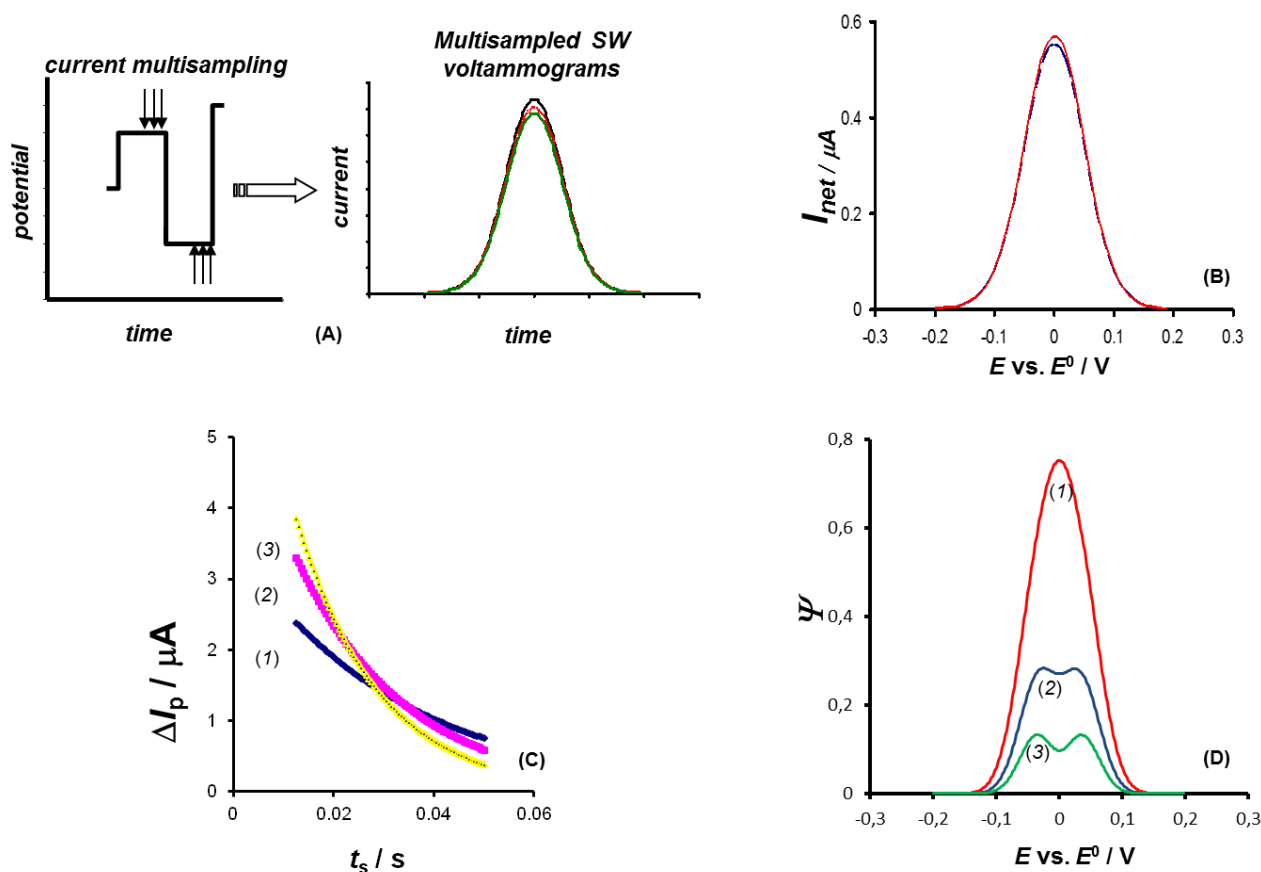 current multisampling
potential
time
(A)
Multisampled SW
voltammograms
current
time
I net / μA
0.6
0.4
0.2
0
-0.3
-0.2
-0.1
0
0.1
0.2
0.3
(B)
E vs. E⁰ / V
ΔIp / μA
5
4
3
2
1
0
0
0.02
0.04
0.06
(3)
(2)
(1)
(C)
ts / s
Ψ
0,8
0,6
0,4
0,2
0
-0,3
-0,2
-0,1
0
0,1
0,2
0,3
(1)
(2)
(3)
(D)
E vs. E⁰ / V